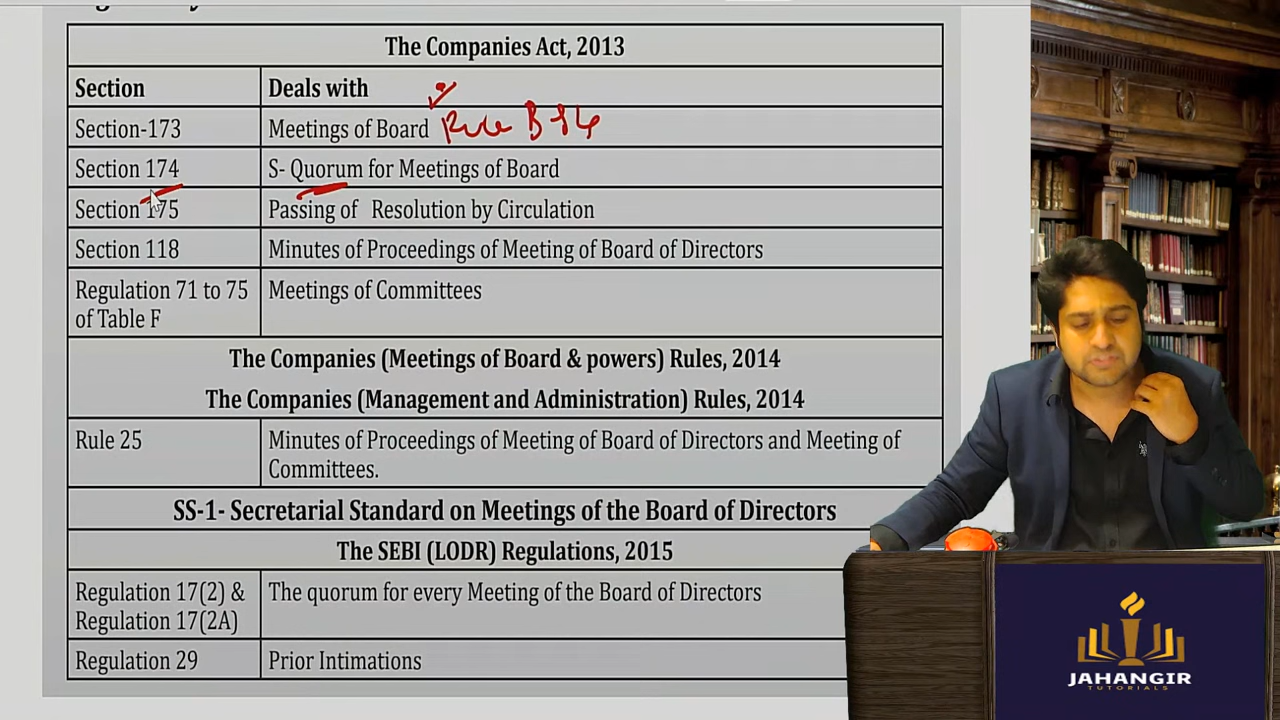 The Companies Act, 2013
Section Deals with
Section-173 Meetings of Board Rule 3 & 4
Section 174 S- Quorum for Meetings of Board
Section 175 Passing of Resolution by Circulation
Section 118 Minutes of Proceedings of Meeting of Board of Directors
Regulation 71 to 75 Meetings of Committees
of Table F
The Companies (Meetings of Board & powers) Rules, 2014
The Companies (Management and Administration) Rules, 2014
Rule 25 Minutes of Proceedings of Meeting of Board of Directors and Meeting of
Committees.
SS-1- Secretarial Standard on Meetings of the Board of Directors
The SEBI (LODR) Regulations, 2015
Regulation 17(2) & The quorum for every Meeting of the Board of Directors
Regulation 17(2A)
Regulation 29 Prior Intimations
JAHANGIR
TUTORIALS